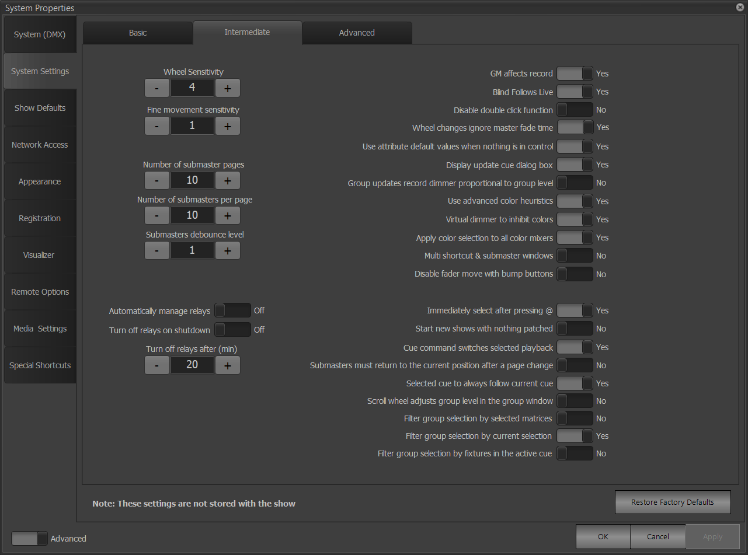 System Properties
System (DMX)
System Settings
Show Defaults
Network Access
Appearance
Registration
Visualizer
Remote Options
Media Settings
Special Shortcuts
Advanced
Basic
Intermediate
Advanced
Wheel Sensitivity
- 4 +
Fine movement sensitivity
- 1 +
Number of submaster pages
- 10 +
Number of submasters per page
- 10 +
Submasters debounce level
- 1 +
Automatically manage relays Off
Turn off relays on shutdown Off
Turn off relays after (min)
- 20 +
GM affects record Yes
Blind Follows Live Yes
Disable double click function No
Wheel changes ignore master fade time Yes
Use attribute default values when nothing is in control Yes
Display update cue dialog box Yes
Group updates record dimmer proportional to group level No
Use advanced color heuristics Yes
Virtual dimmer to inhibit colors Yes
Apply color selection to all color mixers Yes
Multi shortcut & submaster windows No
Disable fader move with bump buttons No
Immediately select after pressing @ Yes
Start new shows with nothing patched No
Cue command switches selected playback Yes
Submasters must return to the current position after a page change No
Selected cue to always follow current cue Yes
Scroll wheel adjusts group level in the group window No
Filter group selection by selected matrices No
Filter group selection by current selection Yes
Filter group selection by fixtures in the active cue No
Note: These settings are not stored with the show
Restore Factory Defaults
OK
Cancel
Apply